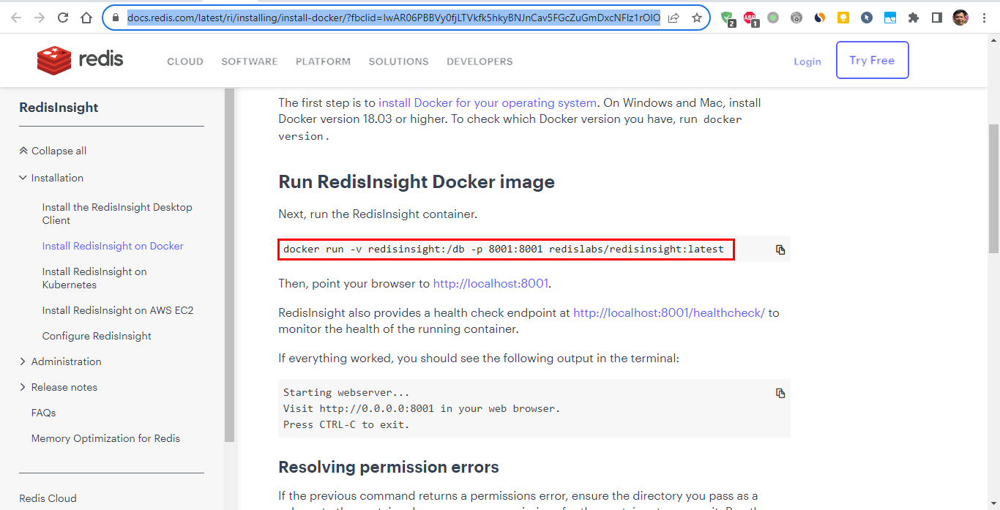 docs.redis.com/latest/ri/installing/install-docker/?fbclid=IwAR06PBBVy0fjLTVkfk5hkyBNJnCav5FGcZuGmDxcNFIz1rOlO
2
1
redis
CLOUD SOFTWARE PLATFORM SOLUTIONS DEVELOPERS
Login
Try Free
RedisInsight
Collapse all
Installation
Install the RedisInsight Desktop
Client
Install RedisInsight on Docker
Install RedisInsight on
Kubernetes
Install RedisInsight on AWS EC2
Configure RedisInsight
Administration
Release notes
FAQs
Memory Optimization for Redis
Redis Cloud
The first step is to install Docker for your operating system. On Windows and Mac, install
Docker version 18.03 or higher. To check which Docker version you have, run docker
version.
Run RedisInsight Docker image
Next, run the RedisInsight container.
docker run -v redisinsight:/db -p 8001:8001 redislabs/redisinsight:latest
Then, point your browser to http://localhost:8001.
RedisInsight also provides a health check endpoint at http://localhost:8001/healthcheck/ to
monitor the health of the running container.
If everything worked, you should see the following output in the terminal:
Starting webserver...
Visit http://0.0.0.0:8001 in your web browser.
Press CTRL-C to exit.
Resolving permission errors
If the previous command returns a permissions error, ensure the directory you pass as a